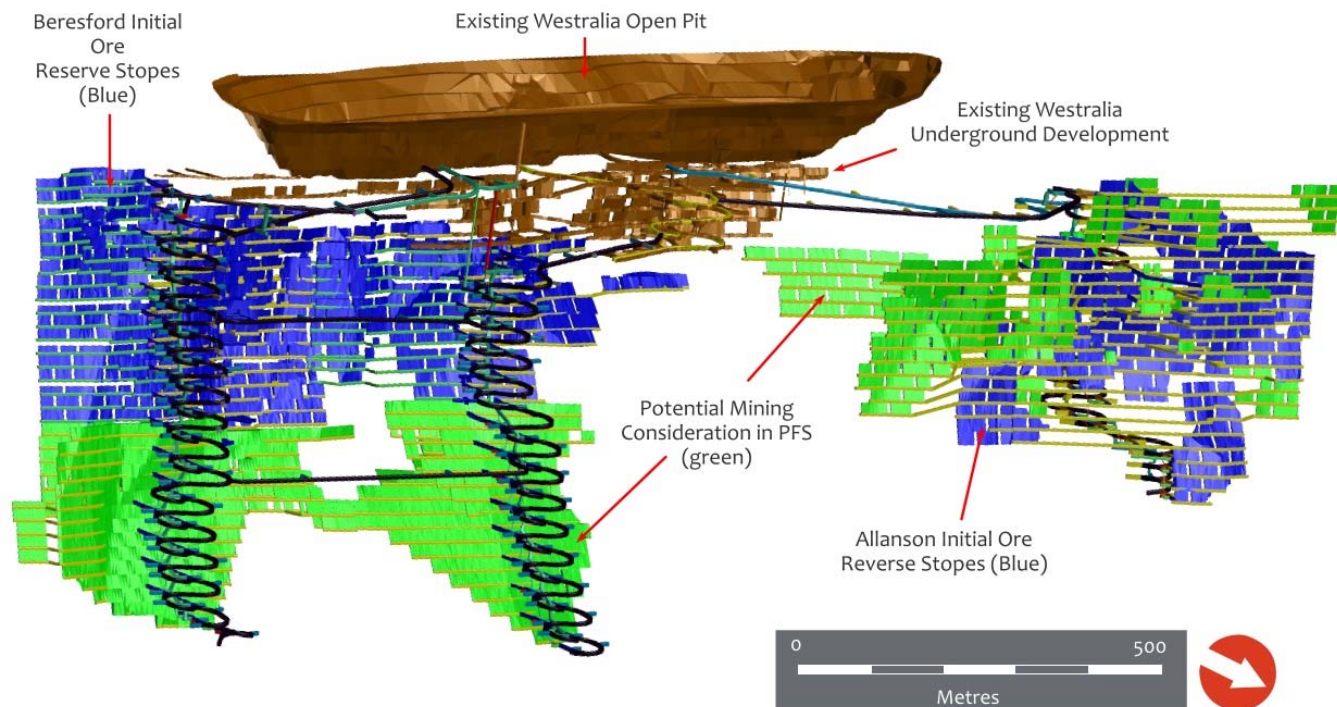 Beresford Initial
Ore
Reserve Stopes
(Blue)
Existing Westralia Open Pit
Existing Westralia
Underground Development
Potential Mining
Consideration in PFS
(green)
Allanson Initial Ore
Reverse Stopes (Blue)
0 500
Metres